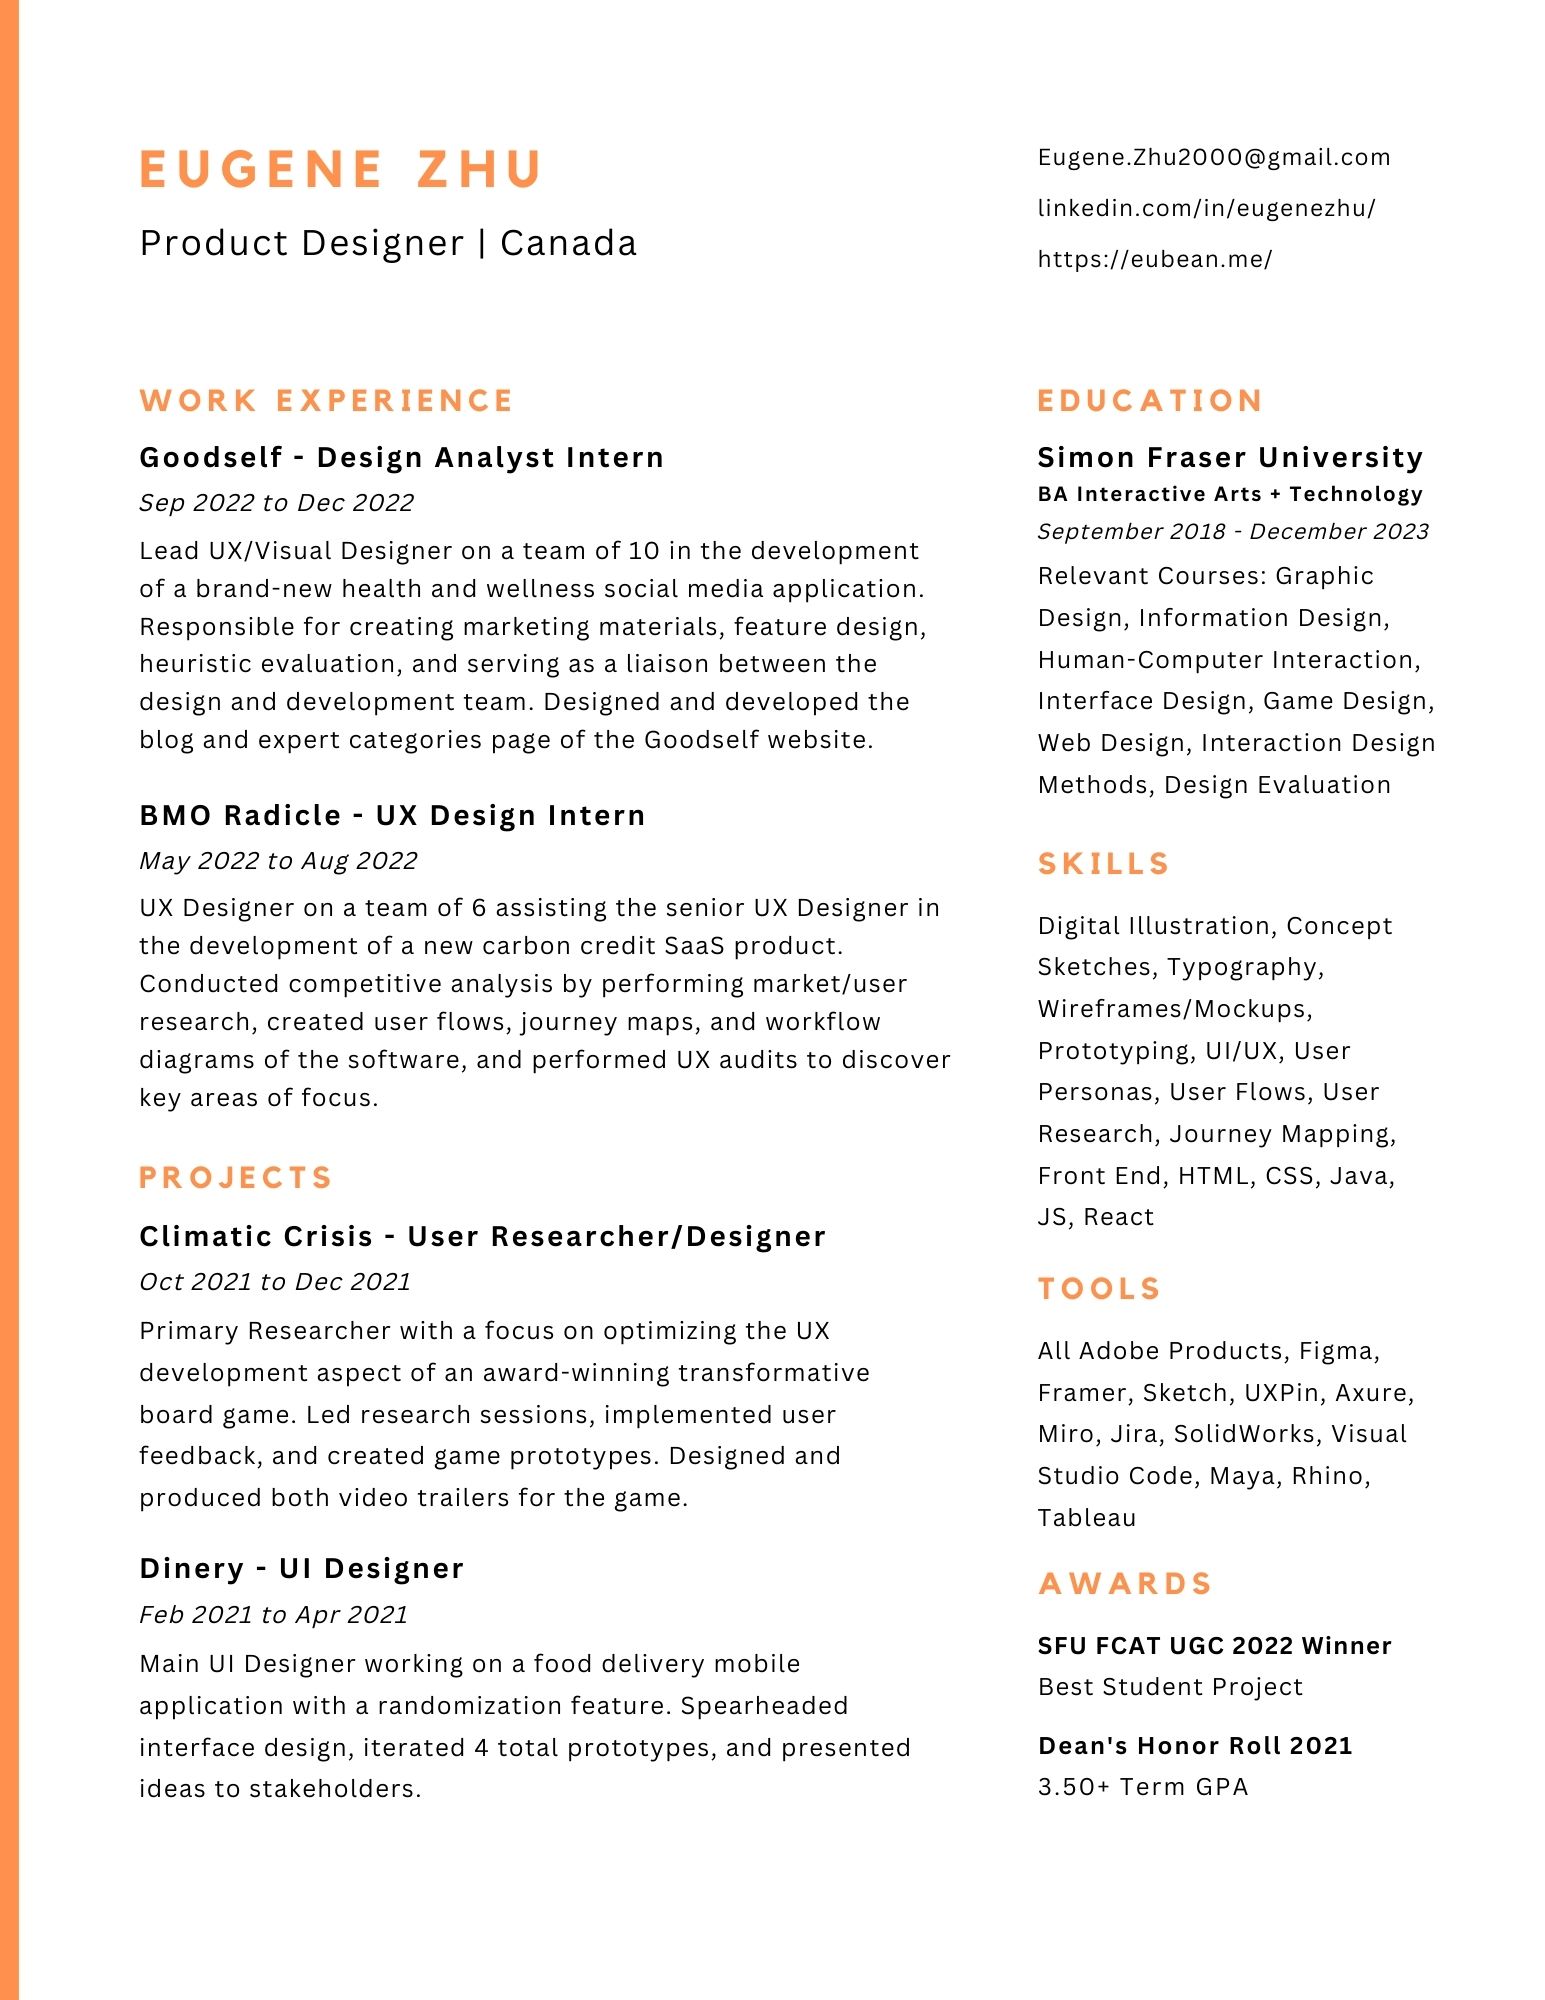 EUGENE ZHU
Product Designer | Canada
Eugene.Zhu2000@gmail.com
linkedin.com/in/eugenezhu/
https://eubean.me/
WORK EXPERIENCE
Goodself - Design Analyst Intern
Sep 2022 to Dec 2022
Lead UX/Visual Designer on a team of 10 in the development
of a brand-new health and wellness social media application.
Responsible for creating marketing materials, feature design,
heuristic evaluation, and serving as a liaison between the
design and development team. Designed and developed the
blog and expert categories page of the Goodself website.
BMO Radicle - UX Design Intern
May 2022 to Aug 2022
UX Designer on a team of 6 assisting the senior UX Designer in
the development of a new carbon credit SaaS product.
Conducted competitive analysis by performing market/user
research, created user flows, journey maps, and workflow
diagrams of the software, and performed UX audits to discover
key areas of focus.
PROJECTS
Climatic Crisis - User Researcher/Designer
Oct 2021 to Dec 2021
Primary Researcher with a focus on optimizing the UX
development aspect of an award-winning transformative
board game. Led research sessions, implemented user
feedback, and created game prototypes. Designed and
produced both video trailers for the game.
Dinery - UI Designer
Feb 2021 to Apr 2021
Main UI Designer working on a food delivery mobile
application with a randomization feature. Spearheaded
interface design, iterated 4 total prototypes, and presented
ideas to stakeholders.
EDUCATION
Simon Fraser University
BA Interactive Arts + Technology
September 2018 - December 2023
Relevant Courses: Graphic
Design, Information Design,
Human-Computer Interaction,
Interface Design, Game Design,
Web Design, Interaction Design
Methods, Design Evaluation
SKILLS
Digital Illustration, Concept
Sketches, Typography,
Wireframes/Mockups,
Prototyping, UI/UX, User
Personas, User Flows, User
Research, Journey Mapping,
Front End, HTML, CSS, Java,
JS, React
TOOLS
All Adobe Products, Figma,
Framer, Sketch, UXPin, Axure,
Miro, Jira, SolidWorks, Visual
Studio Code, Maya, Rhino,
Tableau
AWARDS
SFU FCAT UGC 2022 Winner
Best Student Project
Dean's Honor Roll 2021
3.50+ Term GPA